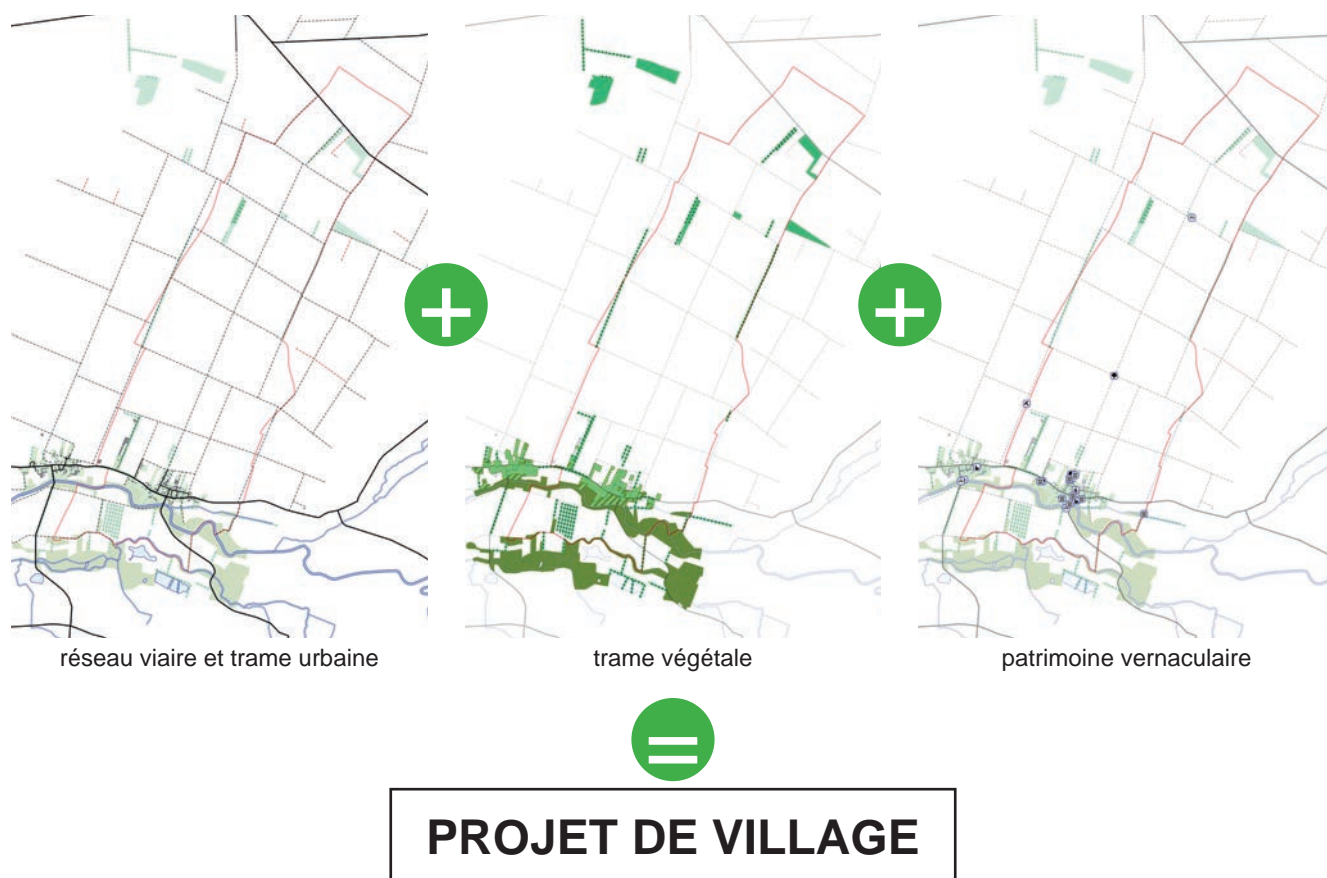 +
+
réseau viaire et trame urbaine
trame végétale
patrimoine vernaculaire
=
PROJET DE VILLAGE